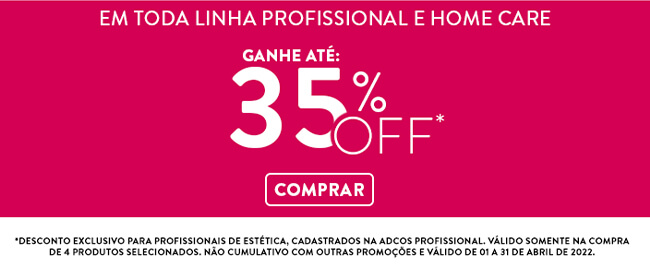 EM TODA LINHA PROFISSIONAL E HOME CARE
GANHE ATÉ:
35%
OFF*
COMPRAR
*DESCONTO EXCLUSIVO PARA PROFISSIONAIS DE ESTÉTICA, CADASTRADOS NA ADCOS PROFISSIONAL. VÁLIDO SOMENTE NA COMPRA
DE 4 PRODUTOS SELECIONADOS. NÃO CUMULATIVO COM OUTRAS PROMOÇÕES E VÁLIDO DE 01 A 31 DE ABRIL DE 2022.